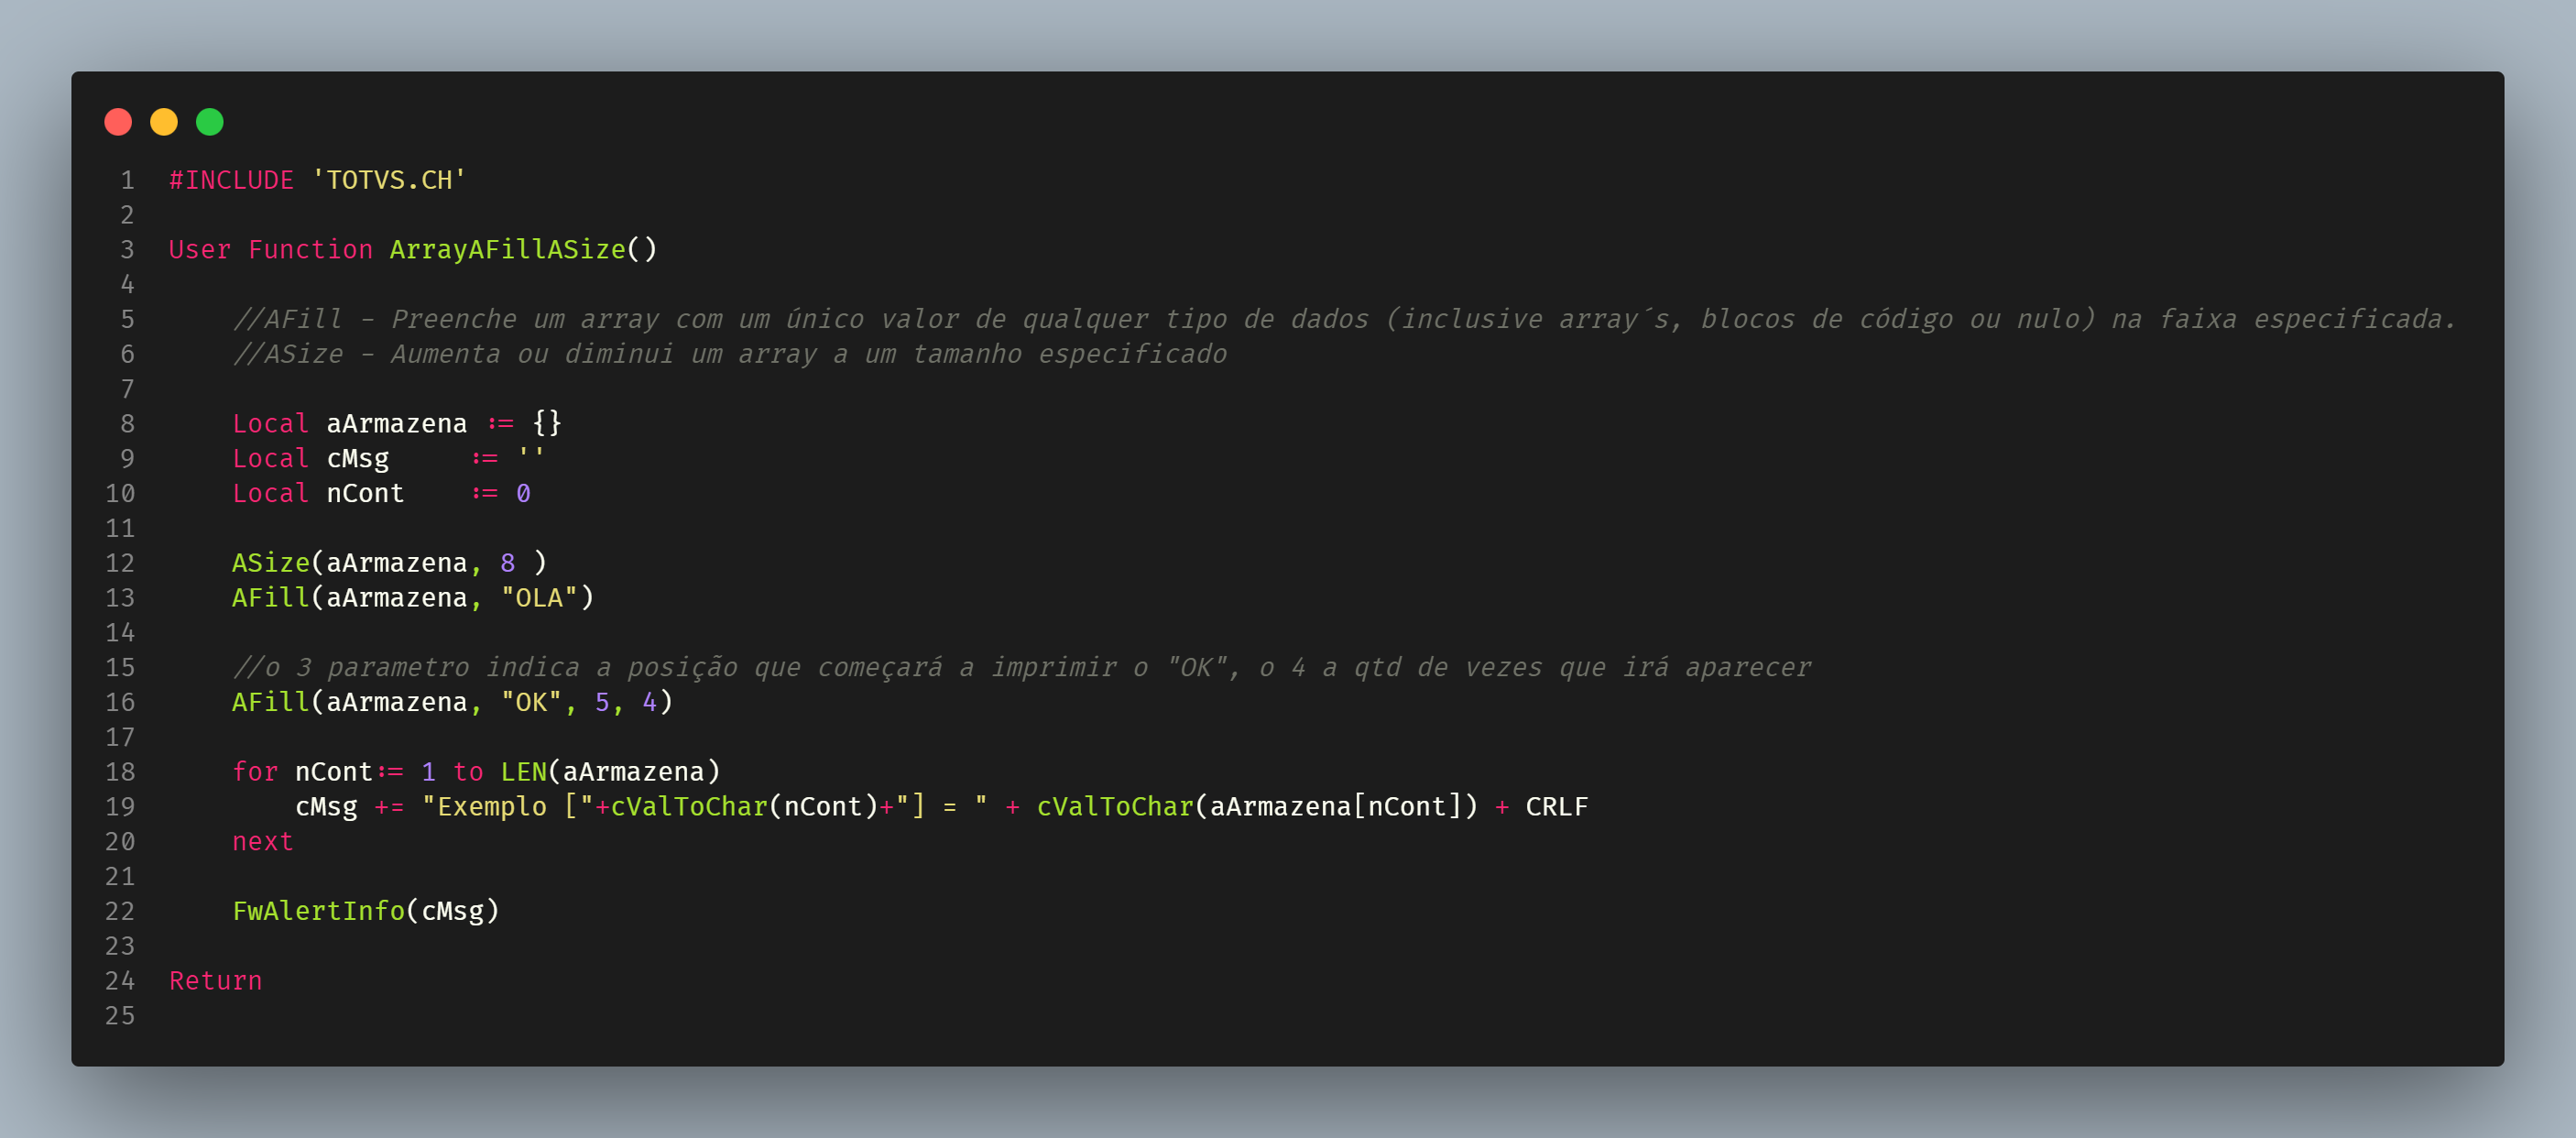 1 #INCLUDE 'TOTVS.CH'
2
3 User Function ArrayAFillASize()
4
5 //AFill - Preenche um array com um único valor de qualquer tipo de dados (inclusive array´s, blocos de código ou nulo) na faixa especificada.
6 //ASize - Aumenta ou diminui um array a um tamanho especificado
7
8 Local aArmazena := {}
9 Local cMsg     := ''
10 Local nCont    := 0
11
12 ASize(aArmazena, 8 )
13 AFill(aArmazena, "OLA")
14
15 //o 3 parametro indica a posição que começará a imprimir o "OK", o 4 a qtd de vezes que irá aparecer
16 AFill(aArmazena, "OK", 5, 4)
17
18 for nCont:= 1 to LEN(aArmazena)
19 cMsg += "Exemplo ["+cValToChar(nCont)+"] = " + cValToChar(aArmazena[nCont]) + CRLF
20 next
21
22 FwAlertInfo(cMsg)
23
24 Return
25